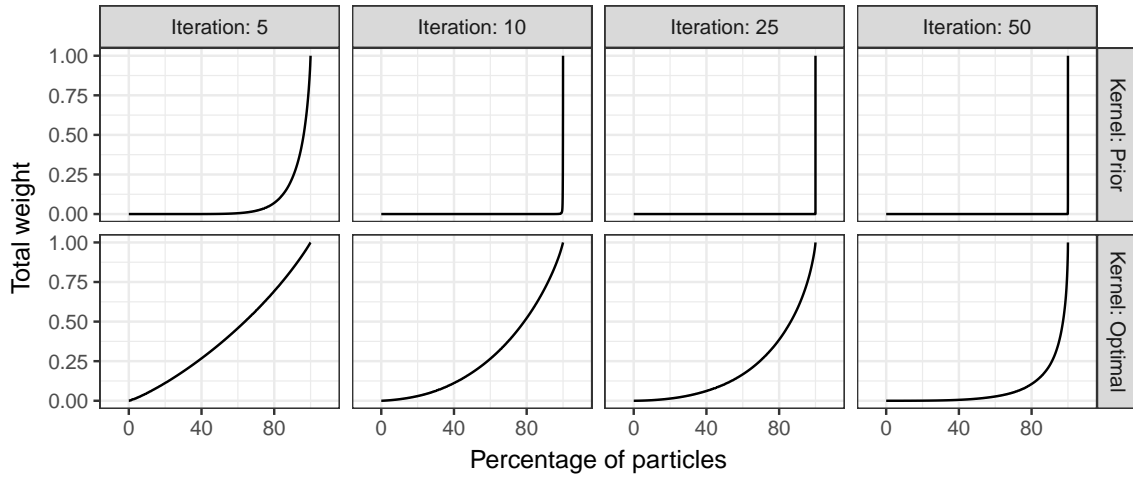 Iteration: 5
Iteration: 10
Iteration: 25
Iteration: 50
1.00
0.75
0.50
0.25
0.00
Kernel: Prior
1.00
0.75
0.50
0.25
0.00
Kernel: Optimal
Total weight
0 40 80
0 40 80
0 40 80
0 40 80
Percentage of particles